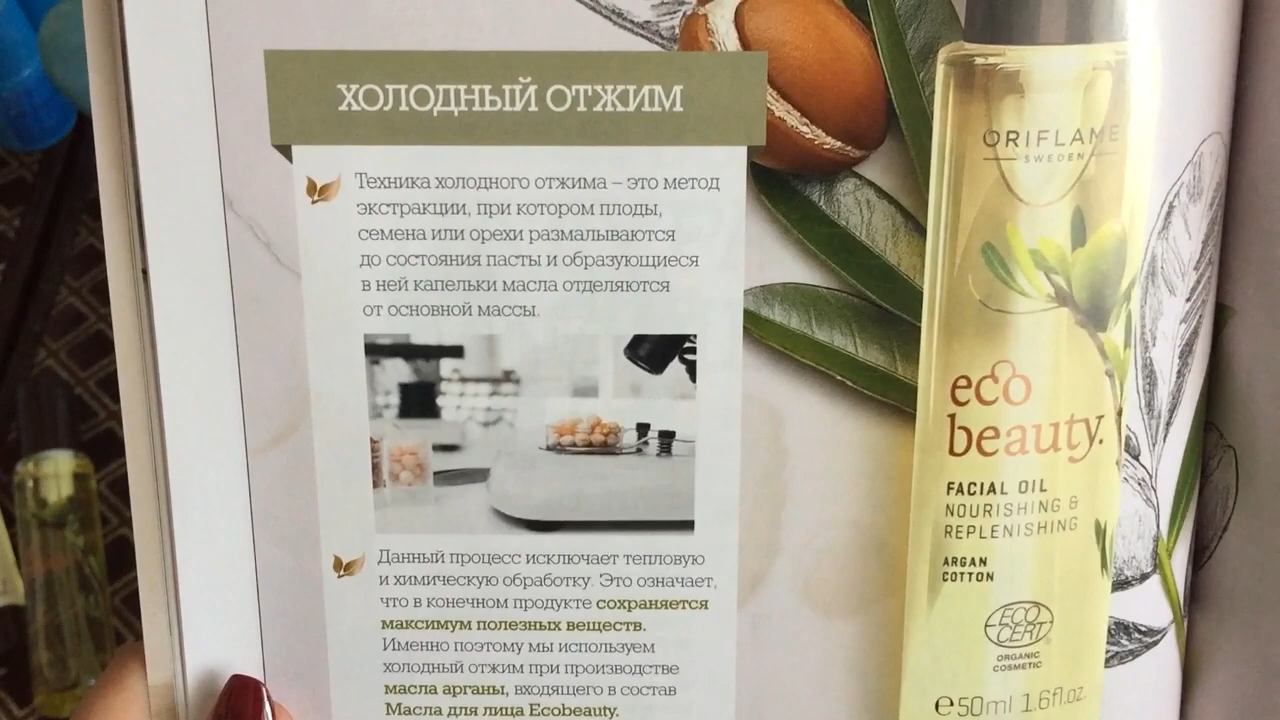 ХОЛОДНЫЙ ОТЖИМ
Техника холодного отжима – это метод
экстракции, при котором плоды,
семена или орехи размалываются
до состояния пасты и образующиеся
в ней капельки масла отделяются
от основной массы.
Данный процесс исключает тепловую
и химическую обработку. Это означает,
что в конечном продукте сохраняется
максимум полезных веществ.
Именно поэтому мы используем
холодный отжим при производстве
масла арганы, входящего в состав
Масла для лица Ecobeauty.
ORIFLAME
SWEDEN
eco
beauty.
FACIAL OIL
NOURISHING &
REPLENISHING
ARGAN
COTTON
ECO
CERT
ORGANIC
COSMETIC
e 50ml 1.6fl.oz.